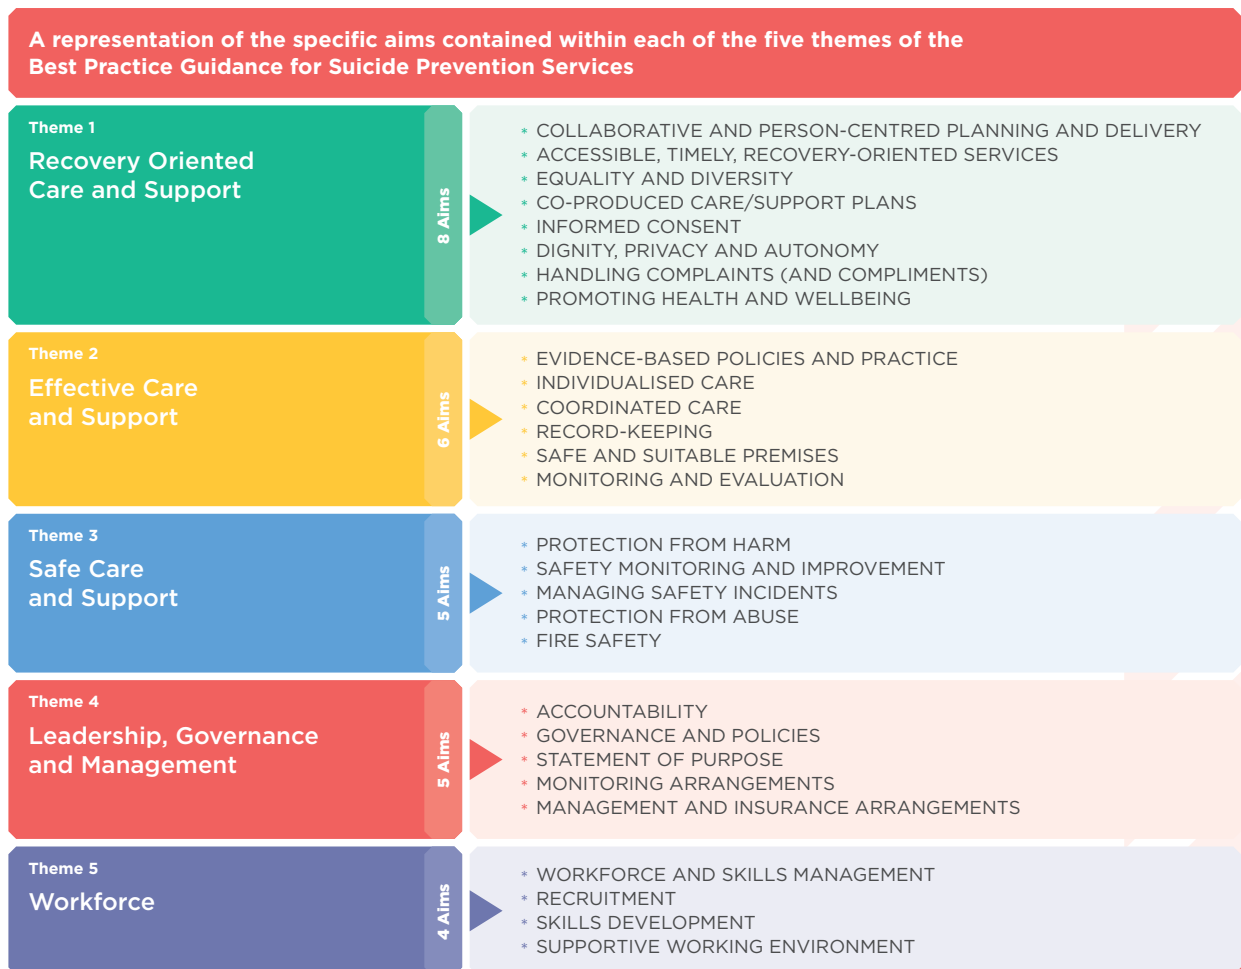 A representation of the specific aims contained within each of the five themes of the
Best Practice Guidance for Suicide Prevention Services
Theme 1
Recovery Oriented
Care and Support
8 Aims
* COLLABORATIVE AND PERSON-CENTRED PLANNING AND DELIVERY
* ACCESSIBLE, TIMELY, RECOVERY-ORIENTED SERVICES
* EQUALITY AND DIVERSITY
* CO-PRODUCED CARE/SUPPORT PLANS
* INFORMED CONSENT
* DIGNITY, PRIVACY AND AUTONOMY
* HANDLING COMPLAINTS (AND COMPLIMENTS)
* PROMOTING HEALTH AND WELLBEING
Theme 2
Effective Care
and Support
6 Aims
* EVIDENCE-BASED POLICIES AND PRACTICE
* INDIVIDUALISED CARE
* COORDINATED CARE
* RECORD-KEEPING
* SAFE AND SUITABLE PREMISES
* MONITORING AND EVALUATION
Theme 3
Safe Care
and Support
5 Aims
* PROTECTION FROM HARM
* SAFETY MONITORING AND IMPROVEMENT
* MANAGING SAFETY INCIDENTS
* PROTECTION FROM ABUSE
* FIRE SAFETY
Theme 4
Leadership, Governance
and Management
5 Aims
* ACCOUNTABILITY
* GOVERNANCE AND POLICIES
* STATEMENT OF PURPOSE
* MONITORING ARRANGEMENTS
* MANAGEMENT AND INSURANCE ARRANGEMENTS
Theme 5
Workforce
4 Aims
* WORKFORCE AND SKILLS MANAGEMENT
* RECRUITMENT
* SKILLS DEVELOPMENT
* SUPPORTIVE WORKING ENVIRONMENT